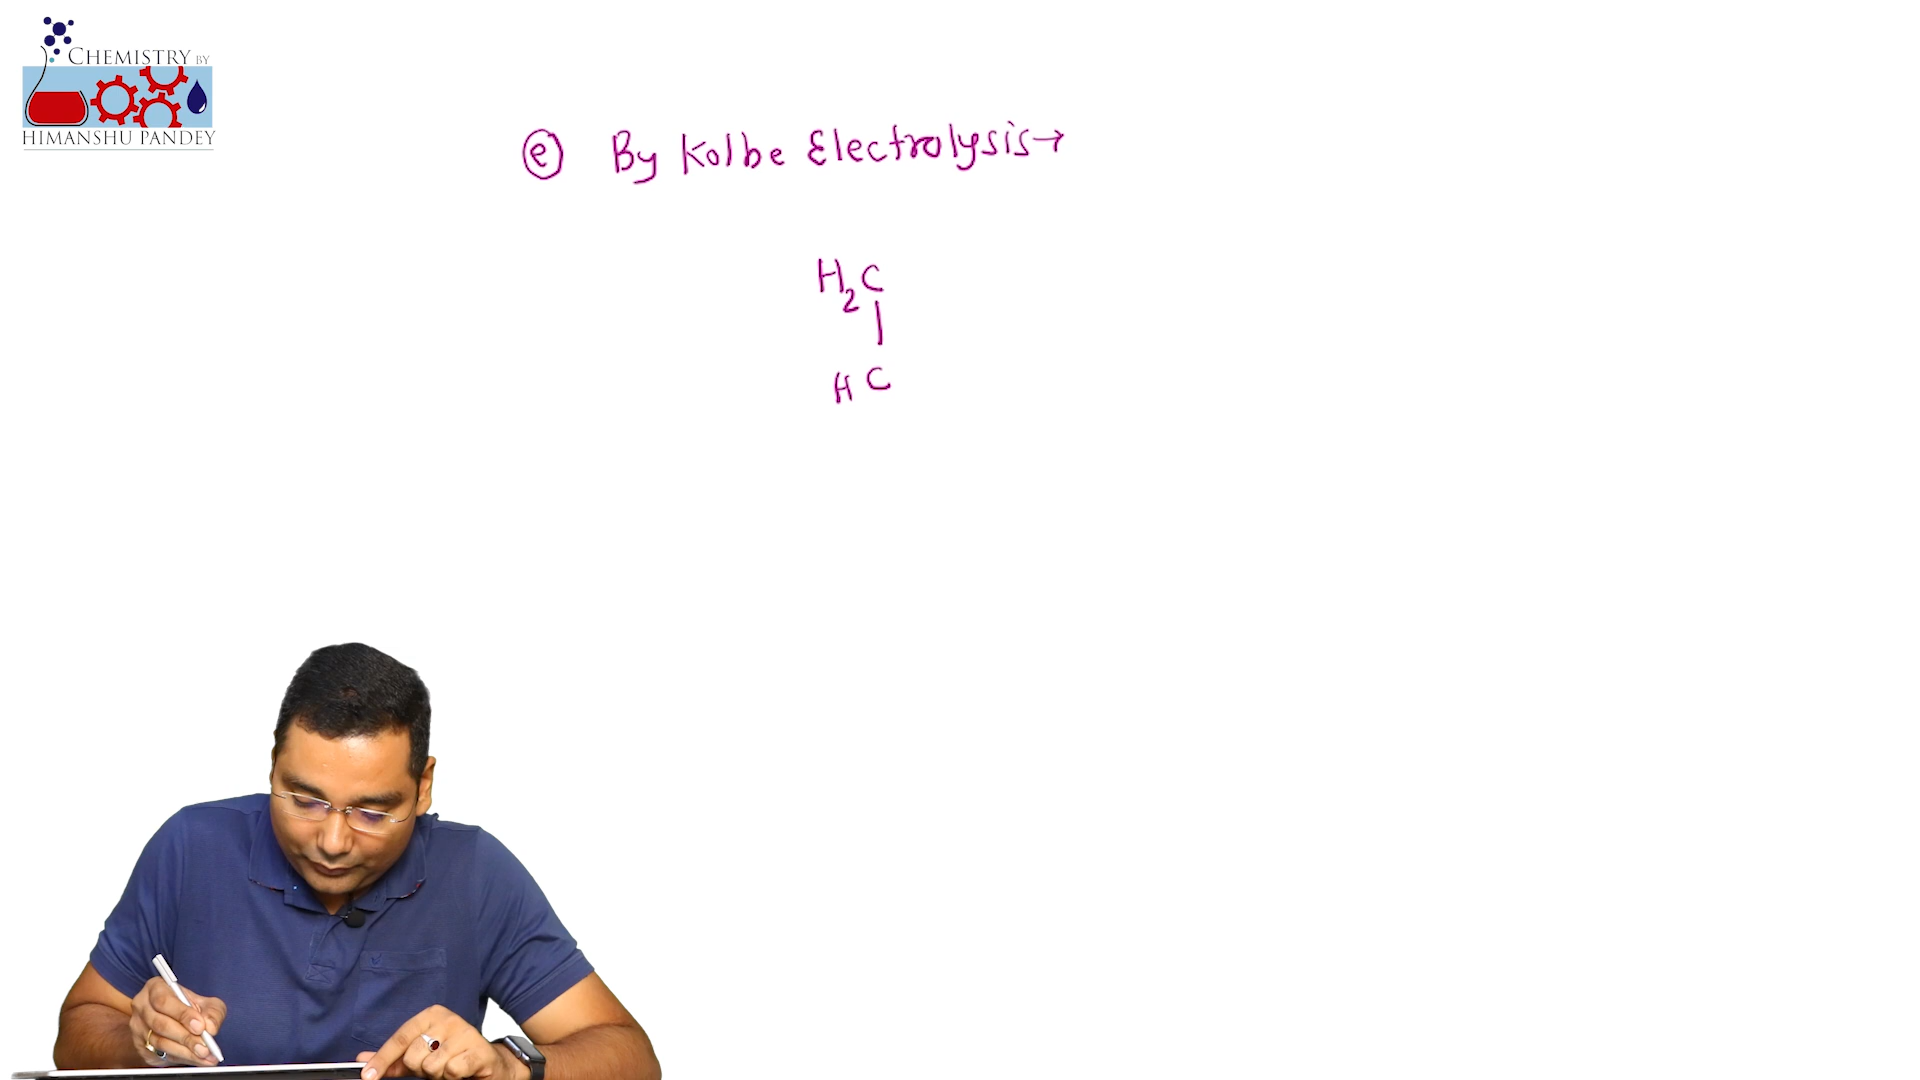 CHEMISTRY BY
HIMANSHU PANDEY
(e) By Kolbe Electrolysis→
H2C
|
HC